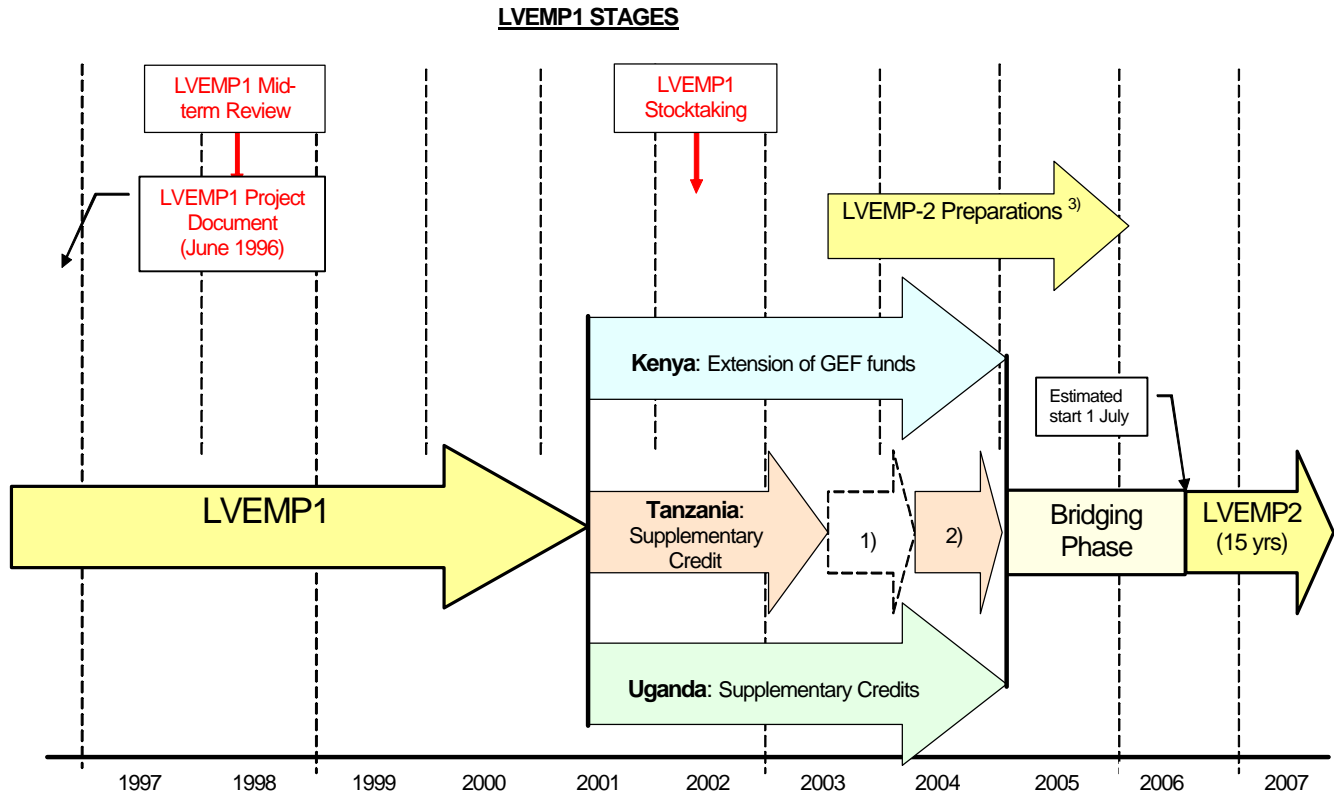 LVEMP1 STAGES
LVEMP1 Mid-
term Review
LVEMP1
Stocktaking
LVEMP1 Project
Document
(June 1996)
LVEMP-2 Preparations 3)
Kenya: Extension of GEF funds
Estimated
start 1 July
LVEMP1
Tanzania:
Supplementary
Credit
1)
2)
Bridging
Phase
LVEMP2
(15 yrs)
Uganda: Supplementary Credits
1997 1998 1999 2000 2001 2002 2003 2004 2005 2006 2007